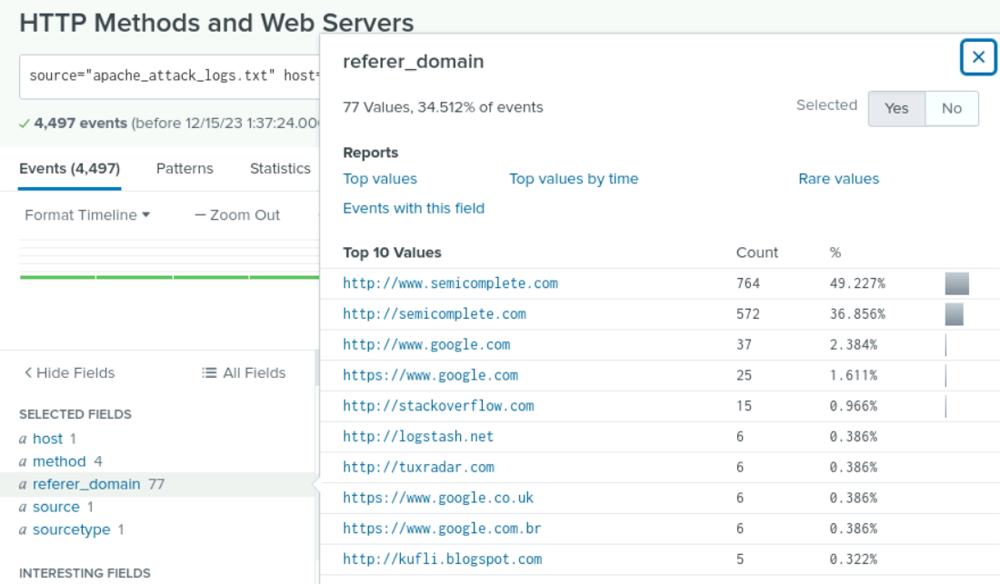 HTTP Methods and Web Servers
source="apache_attack_logs.txt" host=
4,497 events (before 12/15/23 1:37:24.00
Events (4,497) Patterns Statistics
Format Timeline — Zoom Out
< Hide Fields All Fields
SELECTED FIELDS
a host 1
a method 4
a referer_domain 77
a source 1
a sourcetype 1
INTERESTING FIELDS
referer_domain
77 Values, 34.512% of events Selected Yes No
Reports
Top values Top values by time Rare values
Events with this field
Top 10 Values Count %
http://www.semicomplete.com 764 49.227%
http://semicomplete.com 572 36.856%
http://www.google.com 37 2.384%
https://www.google.com 25 1.611%
http://stackoverflow.com 15 0.966%
http://logstash.net 6 0.386%
http://tuxradar.com 6 0.386%
https://www.google.co.uk 6 0.386%
https://www.google.com.br 6 0.386%
http://kufli.blogspot.com 5 0.322%